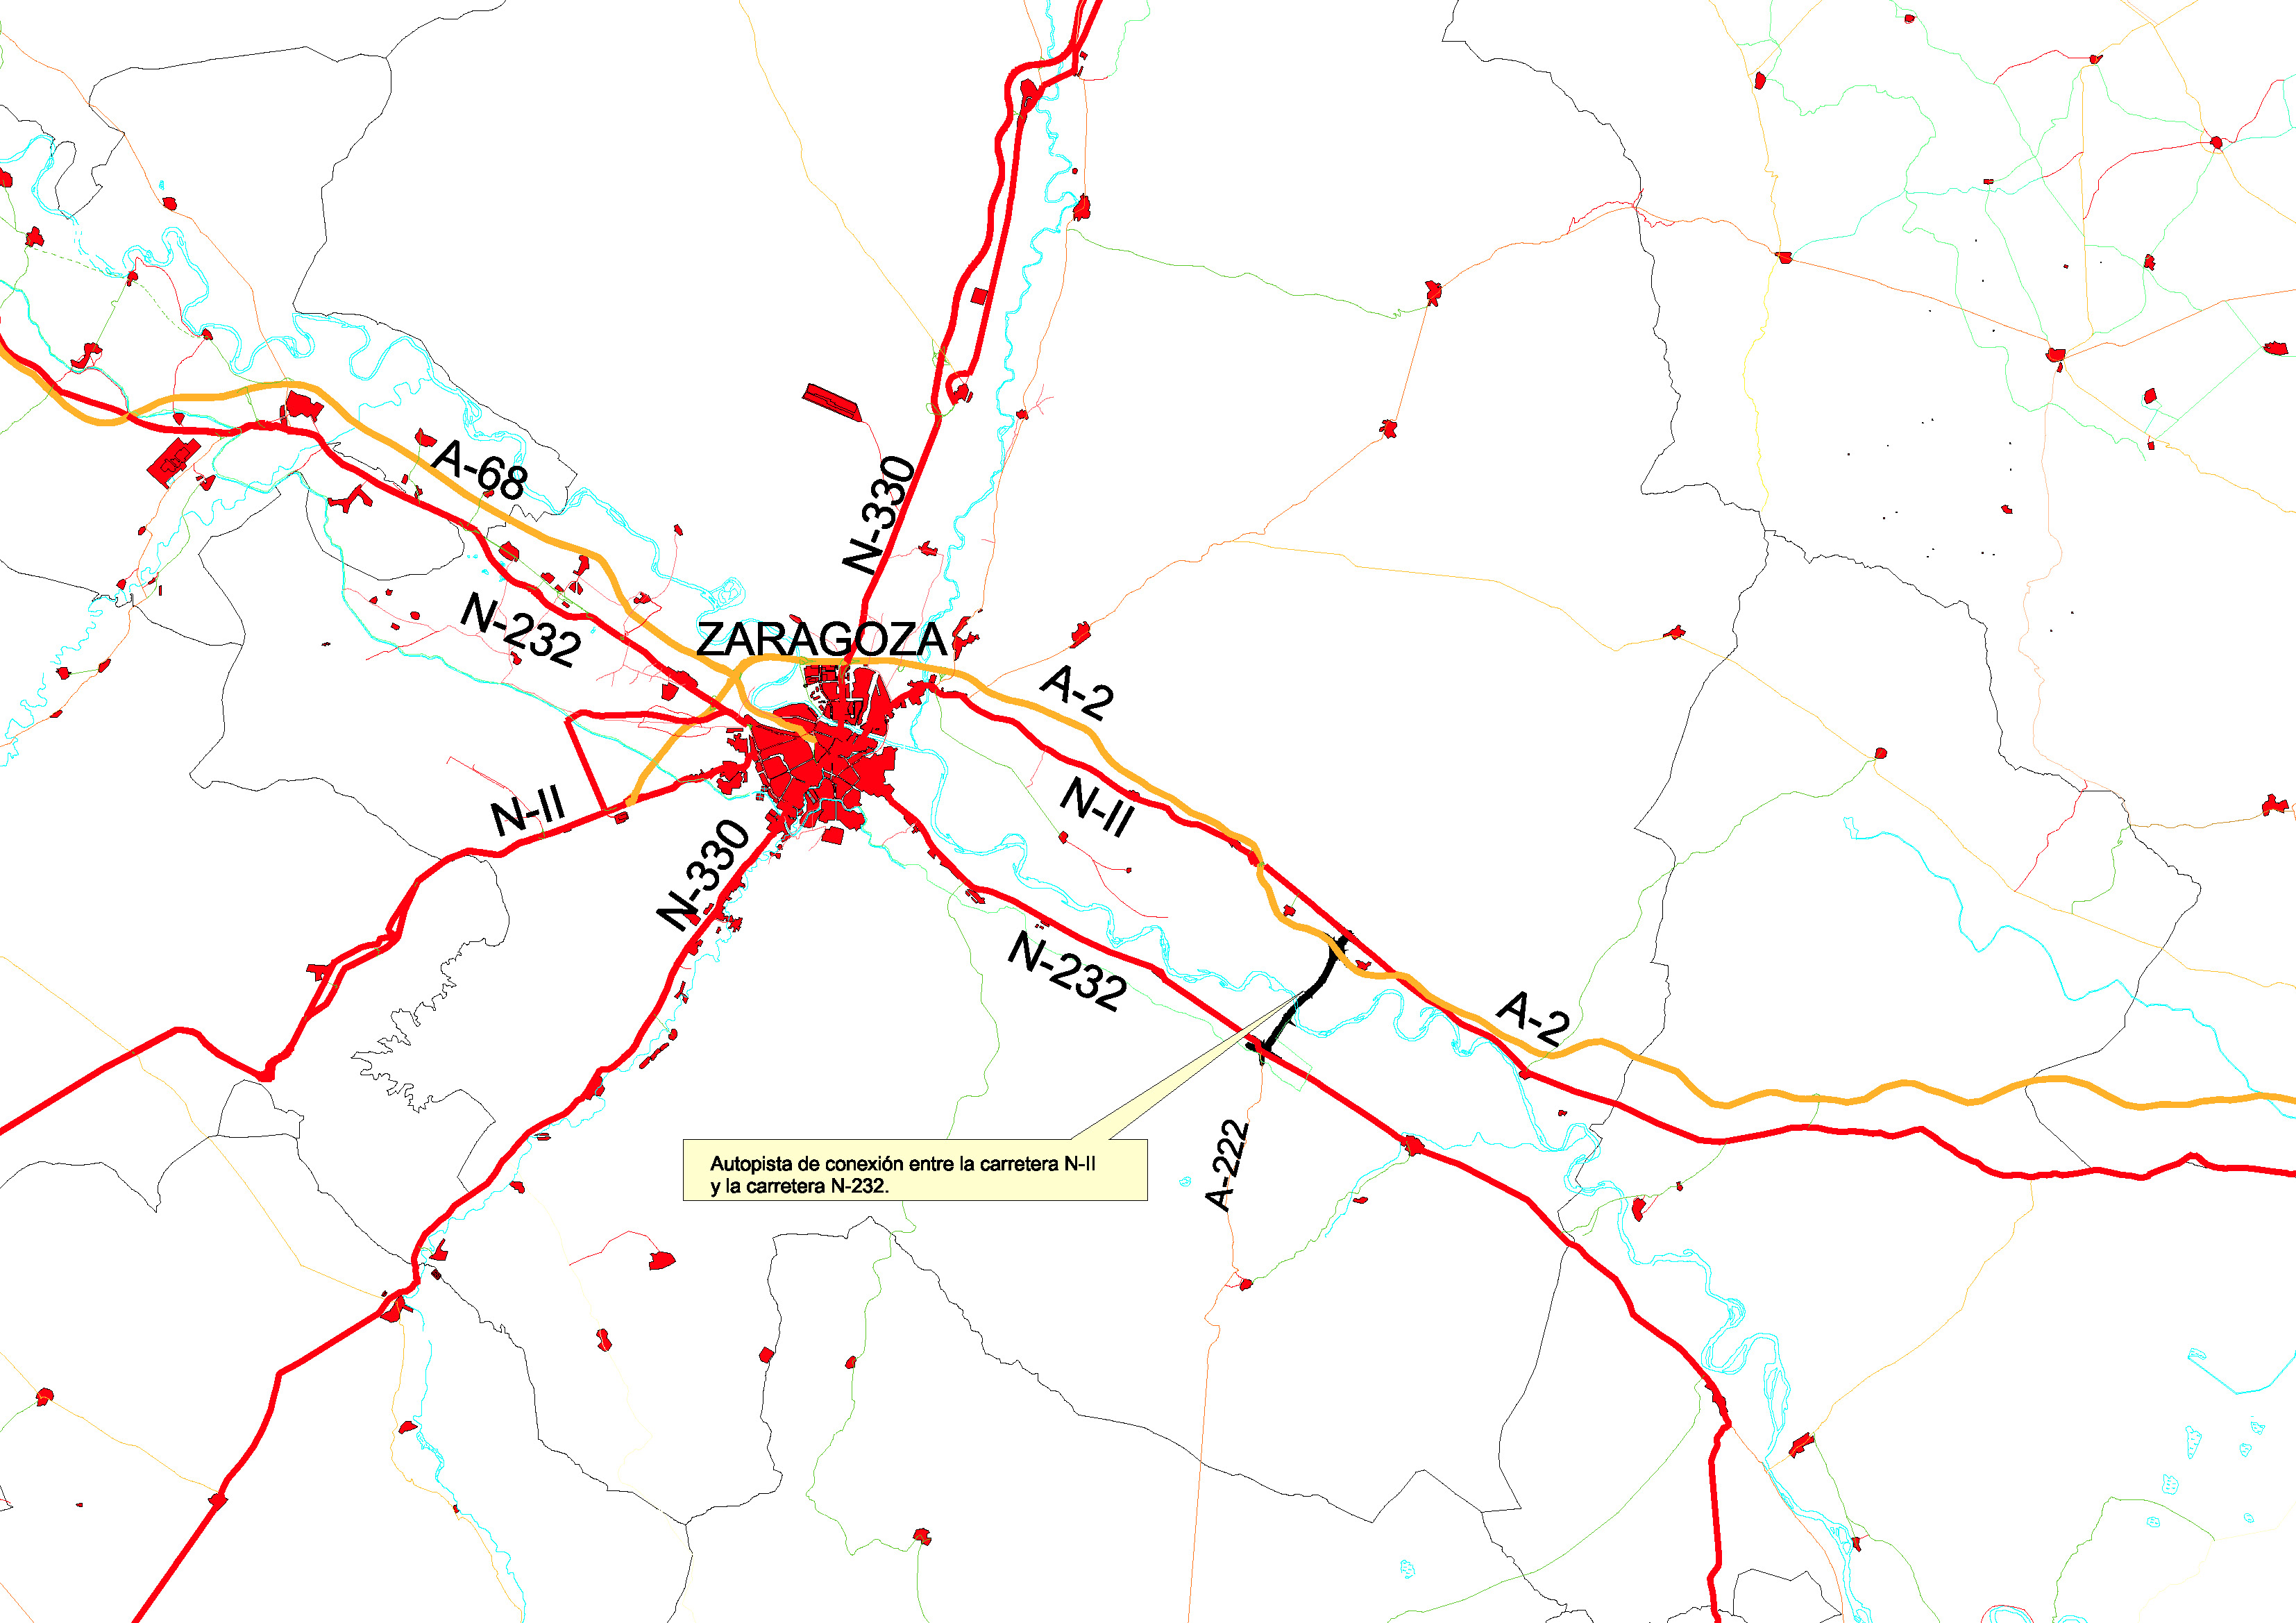 A-68
N-330
N-232
ZARAGOZA
A-2
N-II
N-II
N-330
N-232
A-2
A-222
Autopista de conexión entre la carretera N-II
y la carretera N-232.